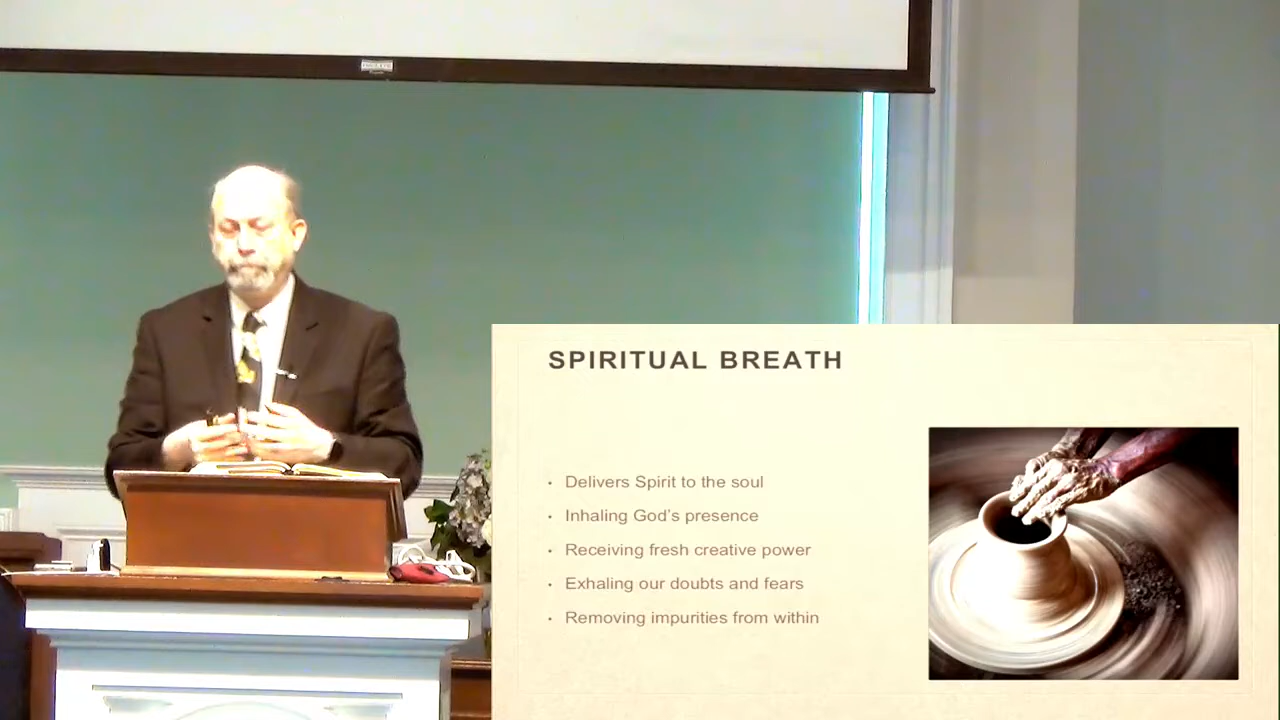 SPIRITUAL BREATH
• Delivers Spirit to the soul
• Inhaling God's presence
• Receiving fresh creative power
• Exhaling our doubts and fears
• Removing impurities from within